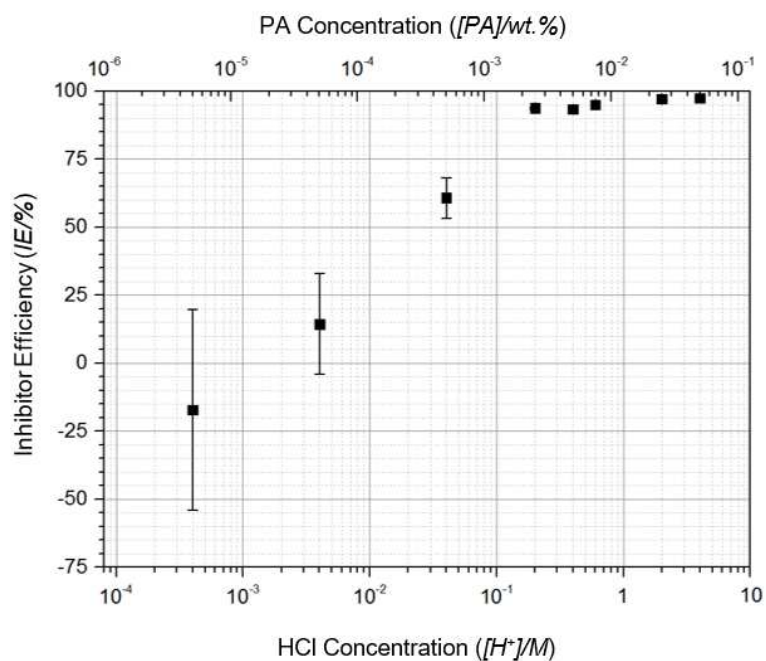 PA Concentration ([PA]/wt.%)
10⁻⁶ 10⁻⁵ 10⁻⁴ 10⁻³ 10⁻² 10⁻¹
Inhibitor Efficiency (IE/%)
100
75
50
25
0
-25
-50
-75
10⁻⁴ 10⁻³ 10⁻² 10⁻¹ 1 10
HCl Concentration ([H⁺]/M)